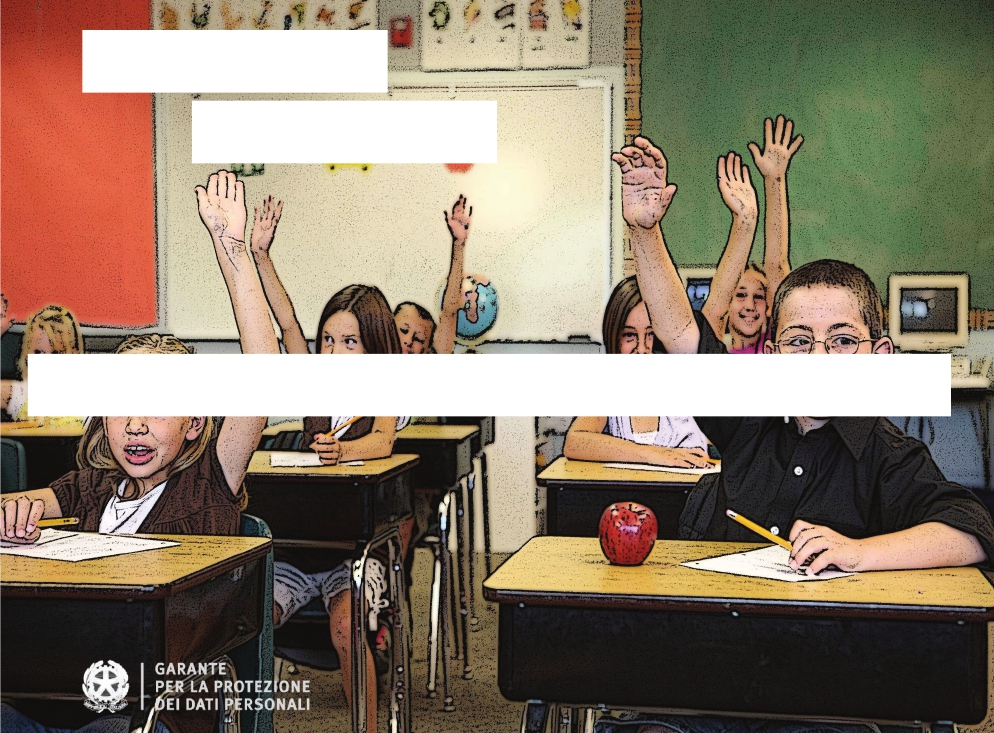 GARANTE
PER LA PROTEZIONE
DEI DATI PERSONALI